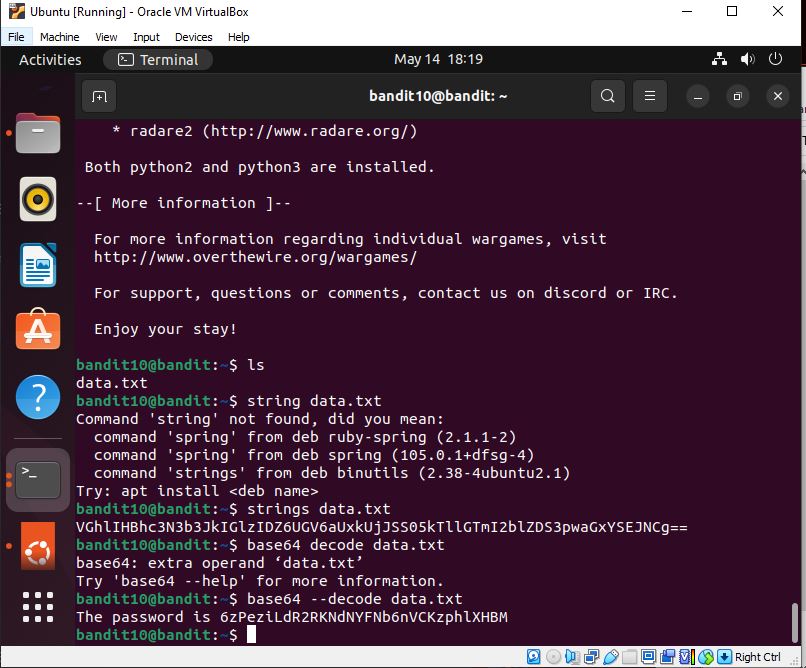 Ubuntu [Running] - Oracle VM VirtualBox
File Machine View Input Devices Help
Activities Terminal May 14 18:19
bandit10@bandit: ~
* radare2 (http://www.radare.org/)
Both python2 and python3 are installed.
--[ More information ]--
For more information regarding individual wargames, visit
http://www.overthewire.org/wargames/
For support, questions or comments, contact us on discord or IRC.
Enjoy your stay!
bandit10@bandit:~$ ls
data.txt
bandit10@bandit:~$ string data.txt
Command 'string' not found, did you mean:
command 'spring' from deb ruby-spring (2.1.1-2)
command 'spring' from deb spring (105.0.1+dfsg-4)
command 'strings' from deb binutils (2.38-4ubuntu2.1)
Try: apt install <deb name>
bandit10@bandit:~$ strings data.txt
VGhlIHBhc3N3b3JkIGlzIDZ6UGV6aUxkUjJSS05kTllGTmI2blZDS3pwaGxYSEJNCg==
bandit10@bandit:~$ base64 decode data.txt
base64: extra operand ‘data.txt’
Try 'base64 --help' for more information.
bandit10@bandit:~$ base64 --decode data.txt
The password is 6zPeziLdR2RKNdNYFNb6nVCKzphlXHBM
bandit10@bandit:~$
Right Ctrl